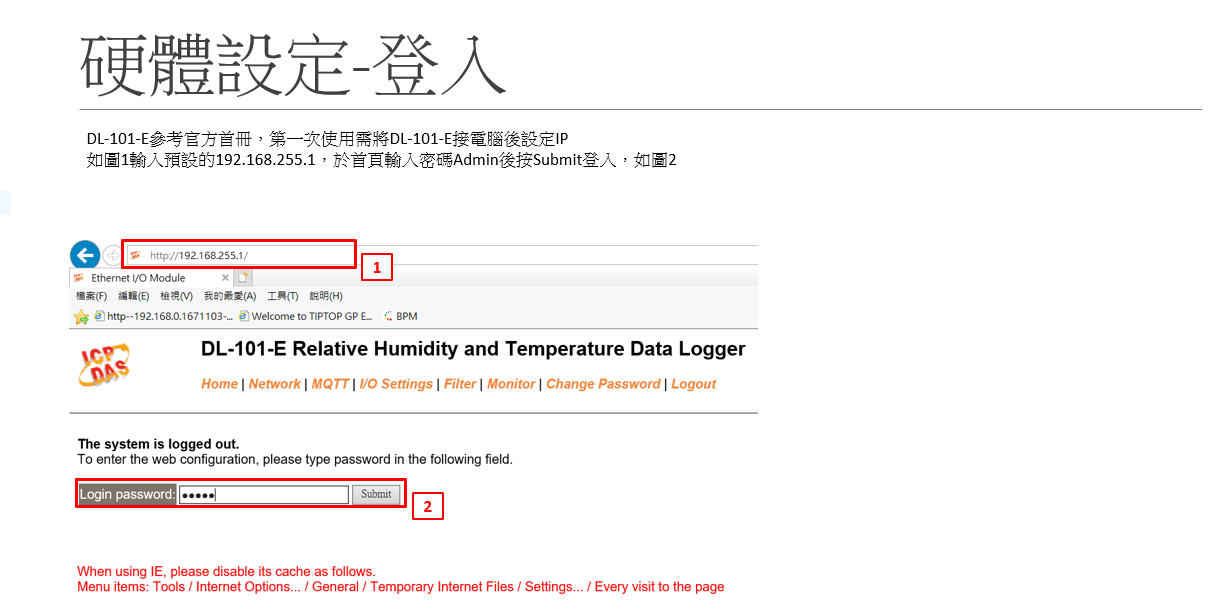 硬體設定-登入
DL-101-E參考官方首冊，第一次使用需將DL-101-E接電腦後設定IP
如圖1輸入預設的192.168.255.1，於首頁輸入密碼Admin後按Submit登入，如圖2
http://192.168.255.1/
1
Ethernet I/O Module
檔案(F) 編輯(E) 檢視(V) 我的最愛(A) 工具(T) 說明(H)
http--192.168.0.1671103-... Welcome to TIPTOP GP E... BPM
ICP DAS
DL-101-E Relative Humidity and Temperature Data Logger
Home | Network | MQTT | I/O Settings | Filter | Monitor | Change Password | Logout
The system is logged out.
To enter the web configuration, please type password in the following field.
Login password: ●●●●● Submit
2
When using IE, please disable its cache as follows.
Menu items: Tools / Internet Options... / General / Temporary Internet Files / Settings... / Every visit to the page